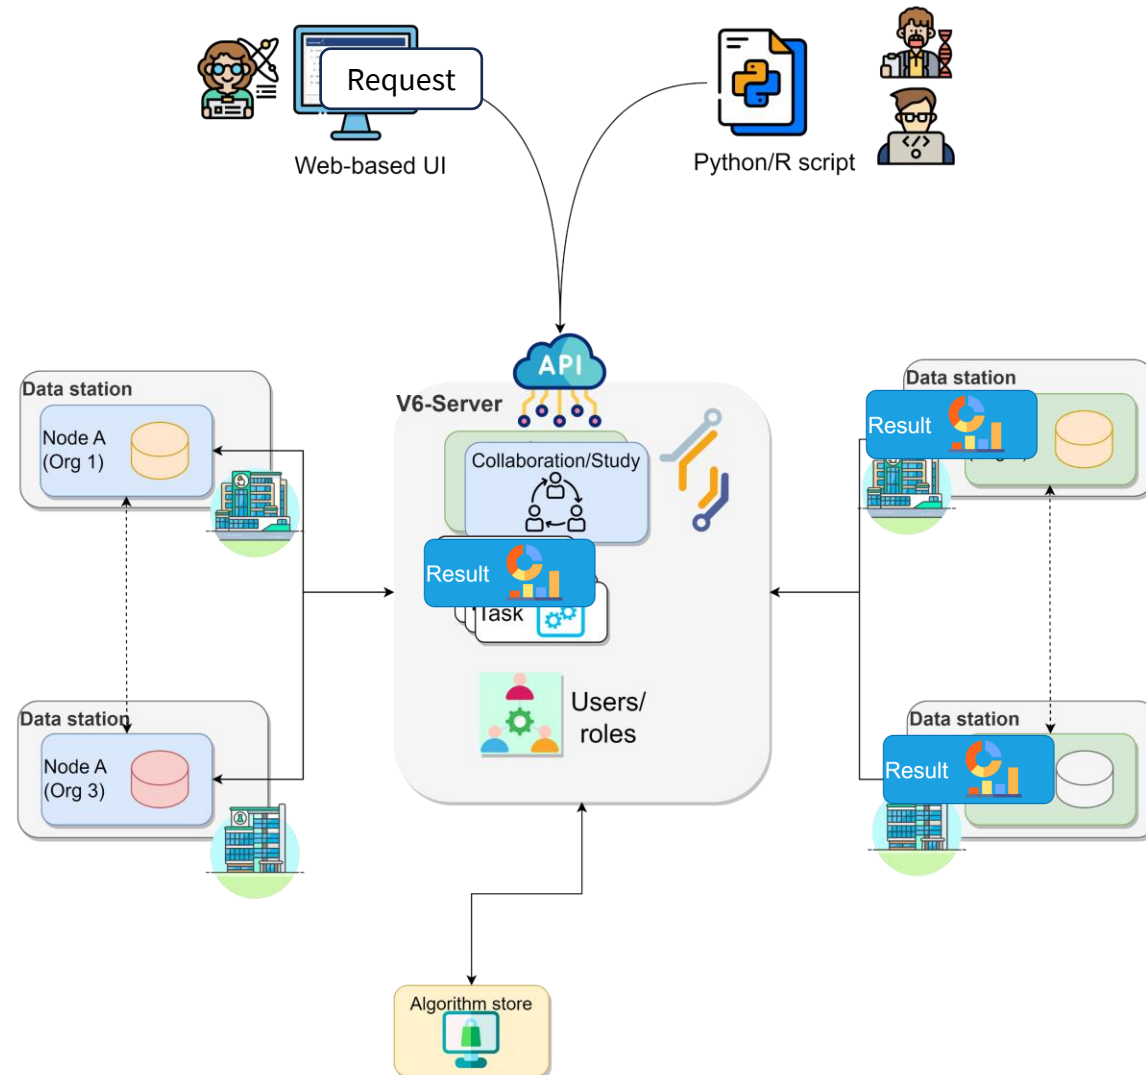 Request
Web-based UI
Python/R script
</>
API
V6-Server
Collaboration/Study
Result
Task
Users/
roles
Data station
Node A
(Org 1)
Data station
Node A
(Org 3)
Data station
Result
Data station
Result
Algorithm store